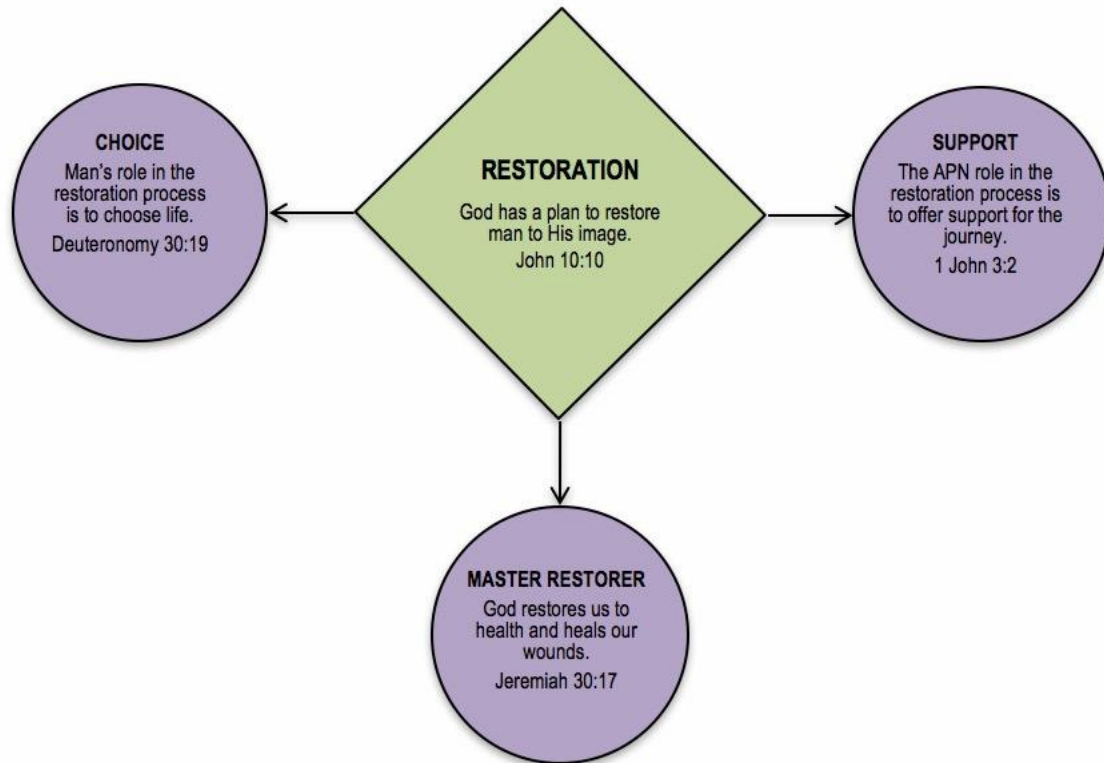 CHOICE
Man's role in the
restoration process
is to choose life.
Deuteronomy 30:19
RESTORATION
God has a plan to restore
man to His image.
John 10:10
SUPPORT
The APN role in the
restoration process is
to offer support for the
journey.
1 John 3:2
MASTER RESTORER
God restores us to
health and heals our
wounds.
Jeremiah 30:17